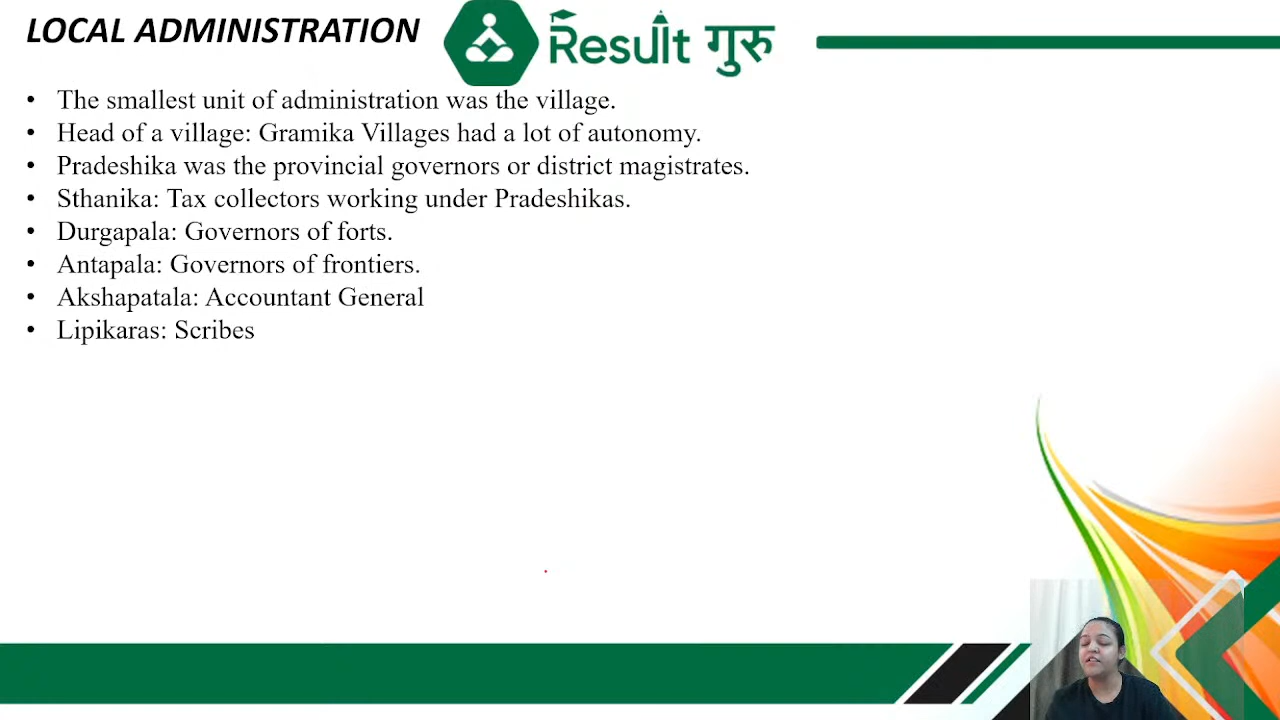 LOCAL ADMINISTRATION
Result गुरु
• The smallest unit of administration was the village.
• Head of a village: Gramika Villages had a lot of autonomy.
• Pradeshika was the provincial governors or district magistrates.
• Sthanika: Tax collectors working under Pradeshikas.
• Durgapala: Governors of forts.
• Antapala: Governors of frontiers.
• Akshapatala: Accountant General
• Lipikaras: Scribes